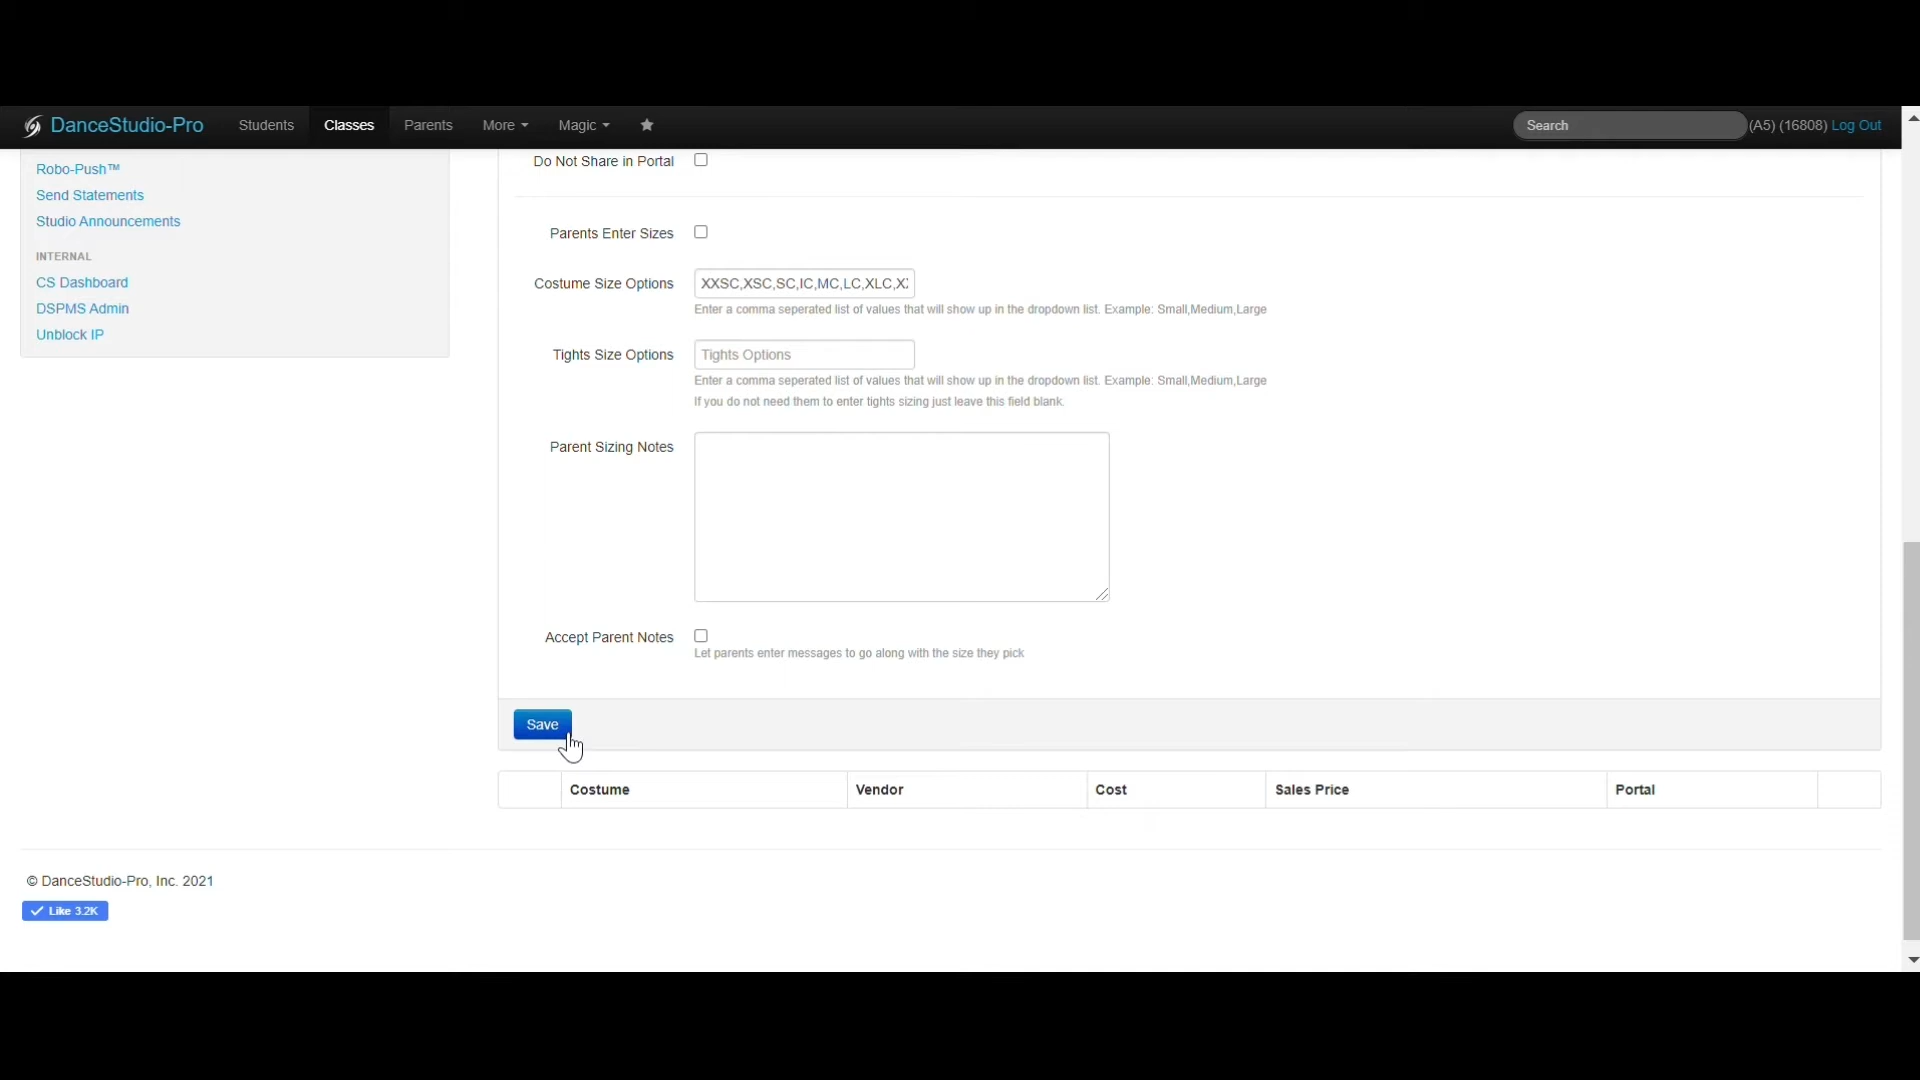 DanceStudio-Pro Students Classes Parents More Magic Search (A5) (16808) Log Out
Robo-Push™
Send Statements
Studio Announcements
INTERNAL
CS Dashboard
DSPMS Admin
Unblock IP
Do Not Share in Portal
Parents Enter Sizes
Costume Size Options XXSC,XSC,SC,IC,MC,LC,XLC,X
Enter a comma seperated list of values that will show up in the dropdown list. Example: Small,Medium,Large
Tights Size Options Tights Options
Enter a comma seperated list of values that will show up in the dropdown list. Example: Small,Medium,Large
If you do not need them to enter tights sizing just leave this field blank.
Parent Sizing Notes
Accept Parent Notes
Let parents enter messages to go along with the size they pick
Save
Costume Vendor Cost Sales Price Portal
© DanceStudio-Pro, Inc. 2021
Like 3.2K